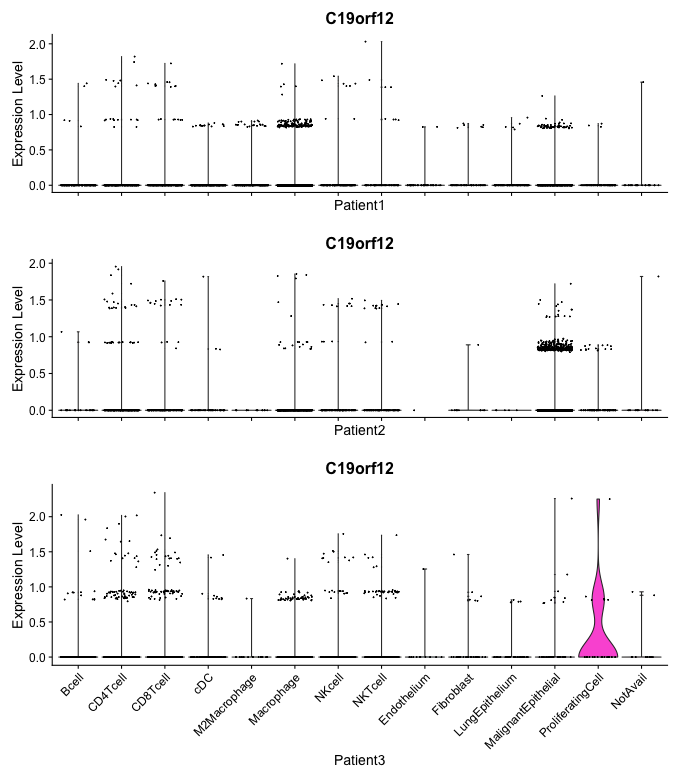 C19orf12
Expression Level
2.0
1.5
1.0
0.5
0.0
Patient1
C19orf12
Expression Level
2.0
1.5
1.0
0.5
0.0
Patient2
C19orf12
Expression Level
2.0
1.5
1.0
0.5
0.0
Bcell
CD4Tcell
CD8Tcell
cDC
M2Macrophage
Macrophage
NKcell
NKTcell
Endothelium
Fibroblast
LungEpithelium
MalignantEpithelial
ProliferatingCell
NotAvail
Patient3